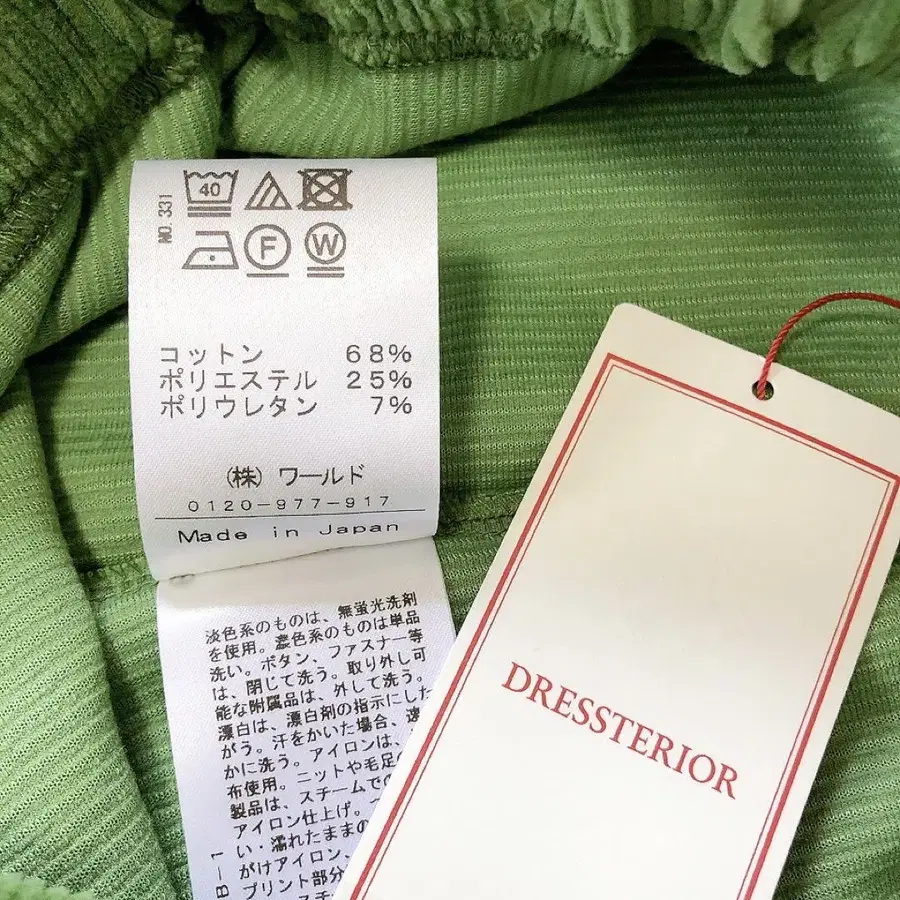 NO.331
40
F
W
コットン 68%
ポリエステル 25%
ポリウレタン 7%
(株) ワールド
0120-977-917
Made in Japan
淡色系のものは、無蛍光洗剤
を使用。濃色系のものは単品
洗い。ボタン、ファスナー等
は、閉じて洗う。取り外し可
能な附属品は、外して洗う。
漂白は、漂白剤の指示にした
がう。汗をかいた場合、速
かに洗う。アイロンは、
布使用。ニットや毛足
製品は、スチームで
アイロン仕上げ。
い・濡れたままの
がけアイロン、
プリント部分
スチー
B-1
DRESSTERIOR